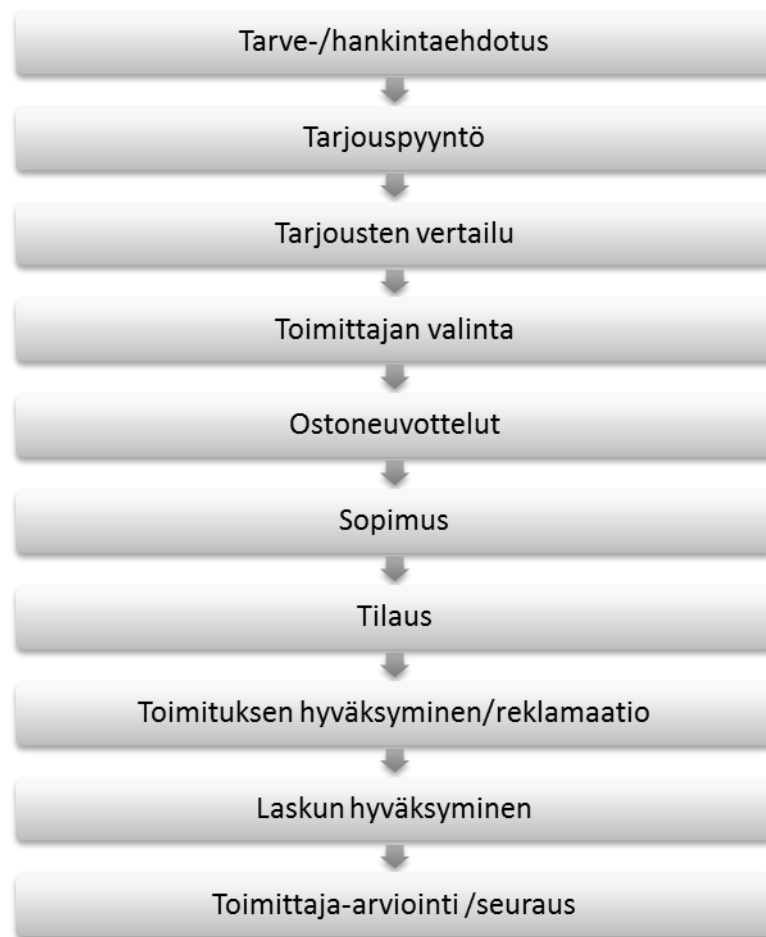 Tarve-/hankintaehdotus
Tarjouspyyntö
Tarjousten vertailu
Toimittajan valinta
Ostoneuvottelut
Sopimus
Tilaus
Toimituksen hyväksyminen/reklamaatio
Laskun hyväksyminen
Toimittaja-arviointi /seuraus